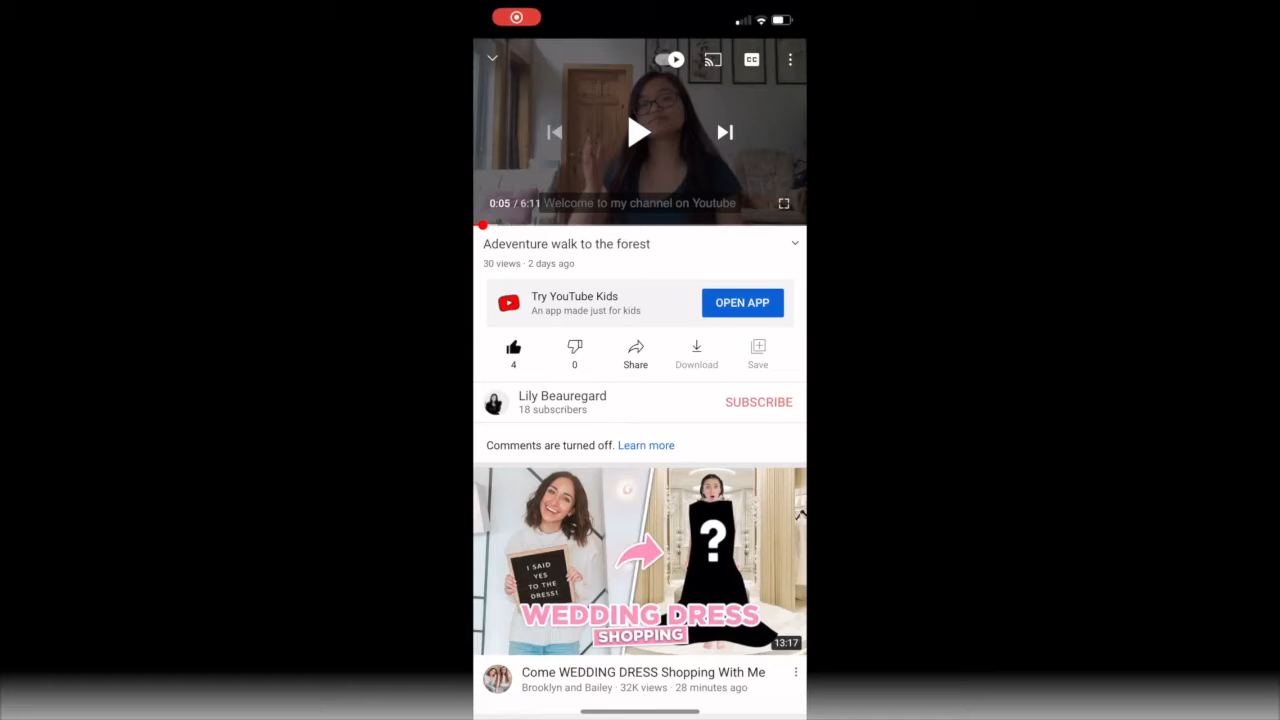 CC
0:05 / 6:11 Welcome to my channel on Youtube
Adeventure walk to the forest
30 views · 2 days ago
Try YouTube Kids
An app made just for kids
OPEN APP
4
0
Share
Download
Save
Lily Beauregard
18 subscribers
SUBSCRIBE
Comments are turned off. Learn more
I SAID
YES
TO THE
DRESS!
?
WEDDING DRESS
SHOPPING
13:17
Come WEDDING DRESS Shopping With Me
Brooklyn and Bailey · 32K views · 28 minutes ago